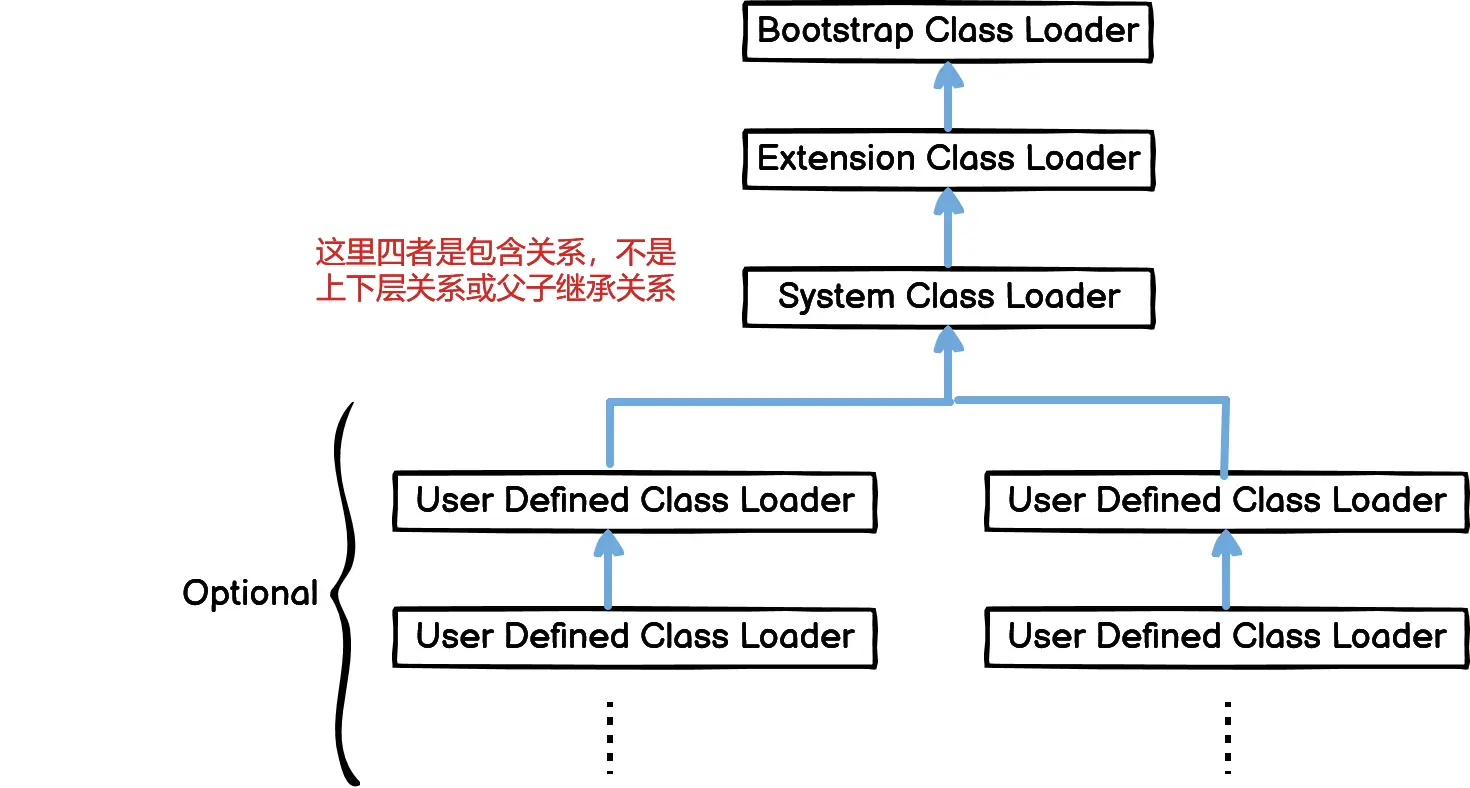 Bootstrap Class Loader
Extension Class Loader
这里四者是包含关系，不是
上下层关系或父子继承关系
System Class Loader
User Defined Class Loader
User Defined Class Loader
Optional
User Defined Class Loader
User Defined Class Loader